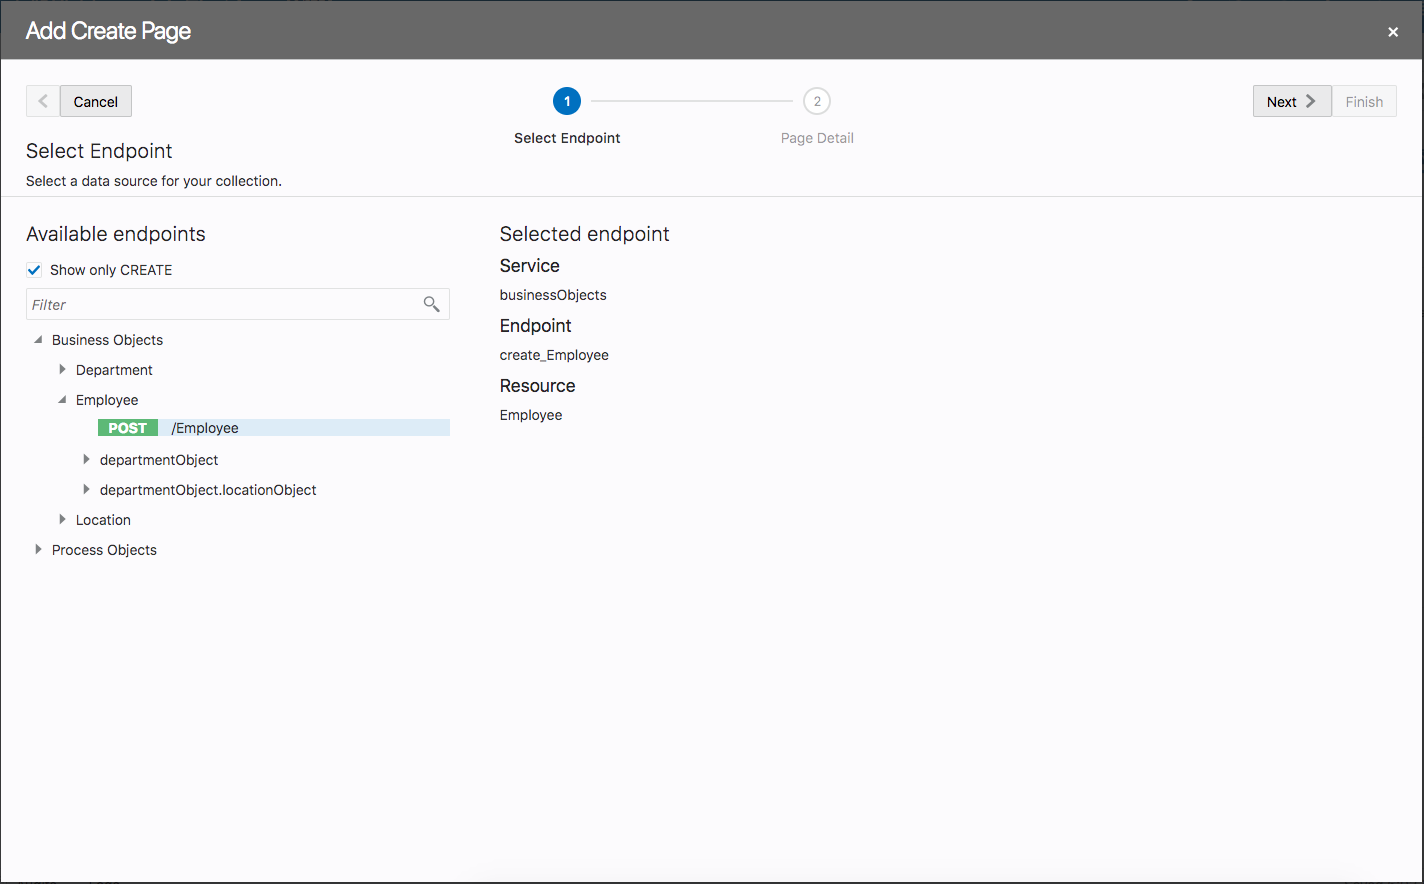 Add Create Page
×
Cancel
1
2
Next
Finish
Select Endpoint
Page Detail
Select Endpoint
Select a data source for your collection.
Available endpoints
Show only CREATE
Filter
Business Objects
Department
Employee
POST /Employee
departmentObject
departmentObject.locationObject
Location
Process Objects
Selected endpoint
Service
businessObjects
Endpoint
create_Employee
Resource
Employee